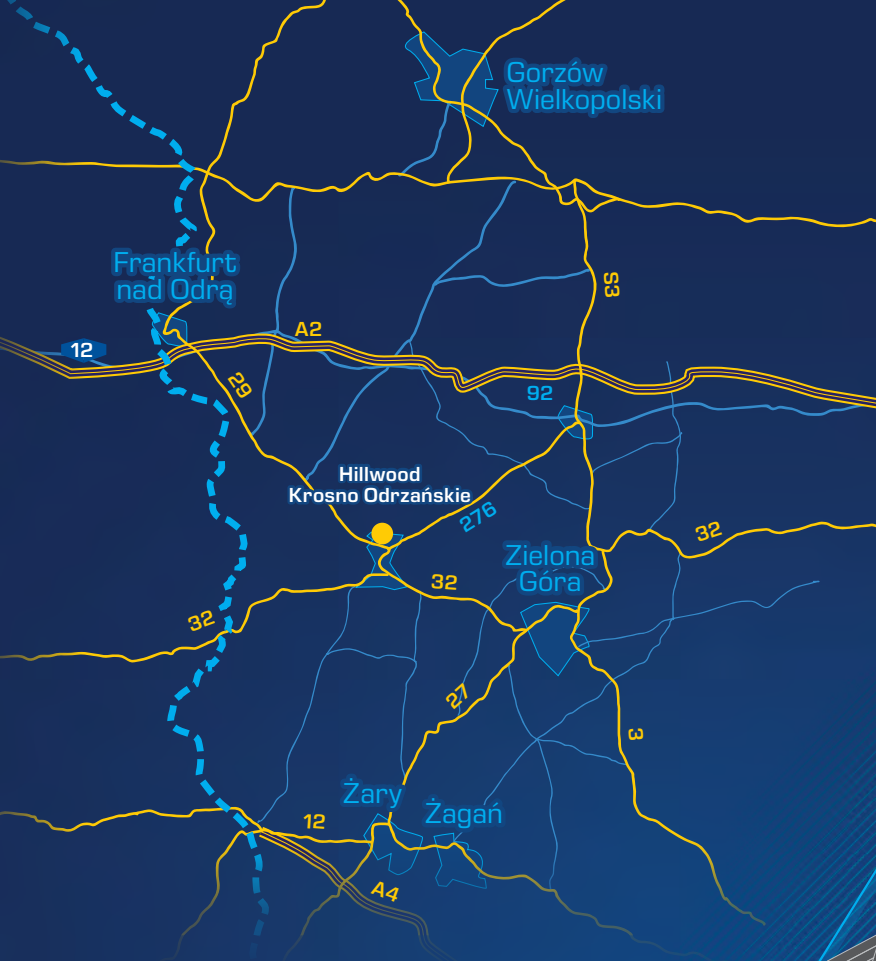 Gorzów
Wielkopolski
Frankfurt
nad Odrą
S3
A2
12
29
92
Hillwood
Krosno Odrzańskie
276
32
Zielona
Góra
32
32
27
3
Żary
Żagań
12
A4